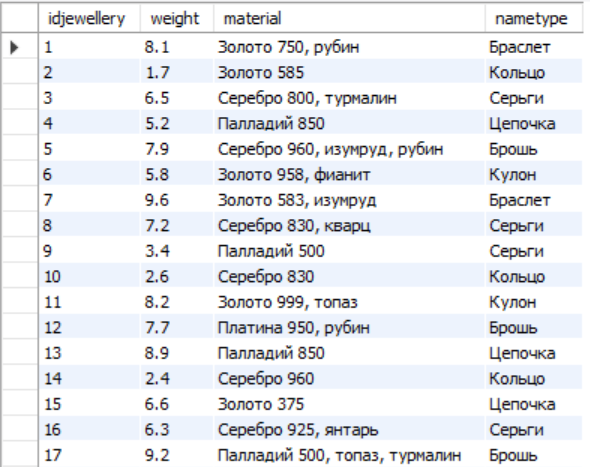 idjewellery weight material nametype
1 8.1 Золото 750, рубин Браслет
2 1.7 Золото 585 Кольцо
3 6.5 Серебро 800, турмалин Серьги
4 5.2 Палладий 850 Цепочка
5 7.9 Серебро 960, изумруд, рубин Брошь
6 5.8 Золото 958, фианит Кулон
7 9.6 Золото 583, изумруд Браслет
8 7.2 Серебро 830, кварц Серьги
9 3.4 Палладий 500 Серьги
10 2.6 Серебро 830 Кольцо
11 8.2 Золото 999, топаз Кулон
12 7.7 Платина 950, рубин Брошь
13 8.9 Палладий 850 Цепочка
14 2.4 Серебро 960 Кольцо
15 6.6 Золото 375 Цепочка
16 6.3 Серебро 925, янтарь Серьги
17 9.2 Палладий 500, топаз, турмалин Брошь